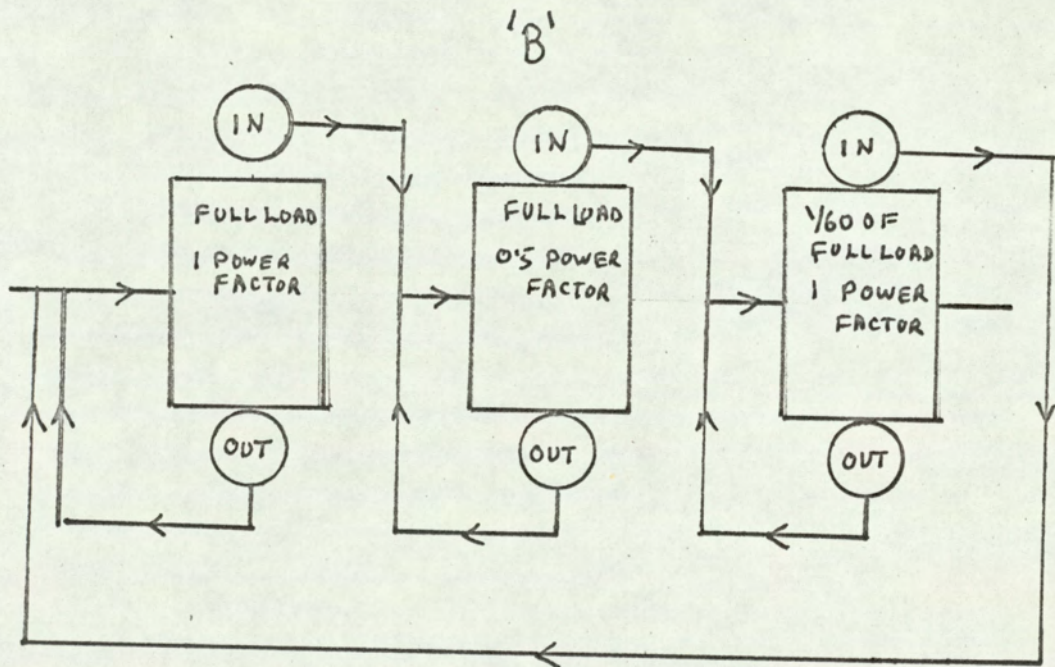 'B'
IN
FULL LOAD
1 POWER
FACTOR
OUT
IN
FULL LOAD
0.5 POWER
FACTOR
OUT
IN
1/60 OF
FULL LOAD
1 POWER
FACTOR
OUT